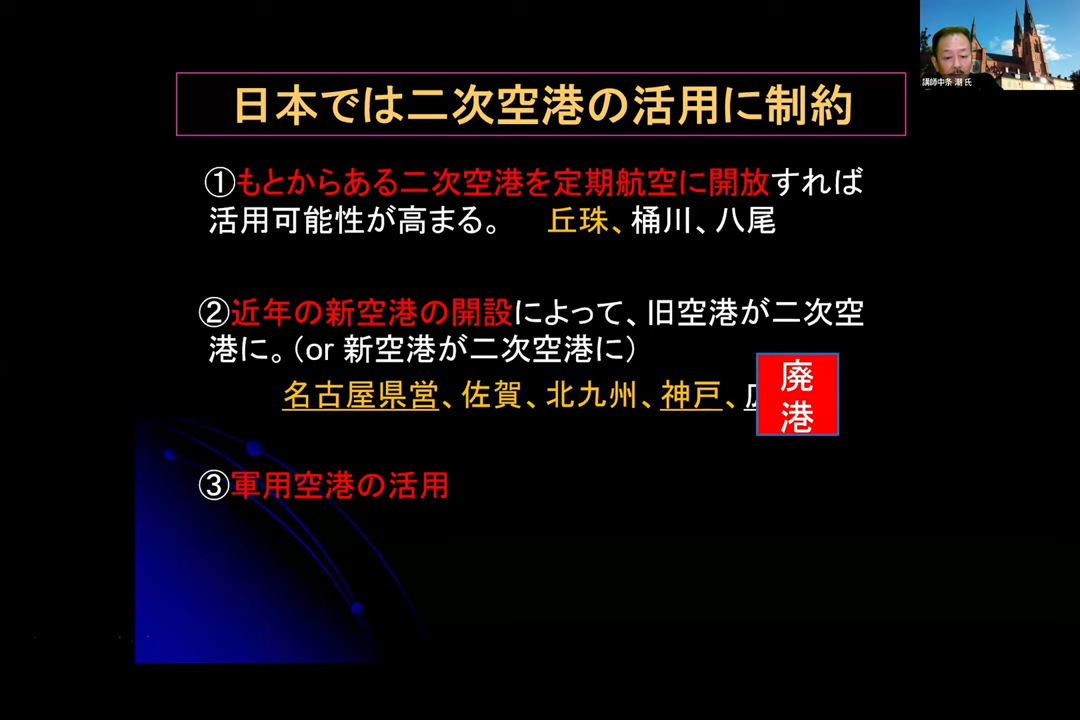 講師中条 潮 氏
日本では二次空港の活用に制約
①もとからある二次空港を定期航空に開放すれば
活用可能性が高まる。 丘珠、桶川、八尾
②近年の新空港の開設によって、旧空港が二次空
港に。（or 新空港が二次空港に）
名古屋県営、佐賀、北九州、神戸、
廃
港
③軍用空港の活用